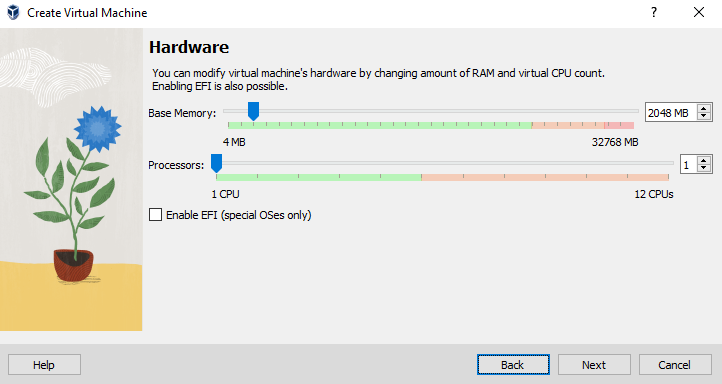 Create Virtual Machine
?
Hardware
You can modify virtual machine's hardware by changing amount of RAM and virtual CPU count.
Enabling EFI is also possible.
Base Memory:
2048 MB
4 MB
32768 MB
Processors:
1
1 CPU
12 CPUs
Enable EFI (special OSes only)
Help
Back
Next
Cancel